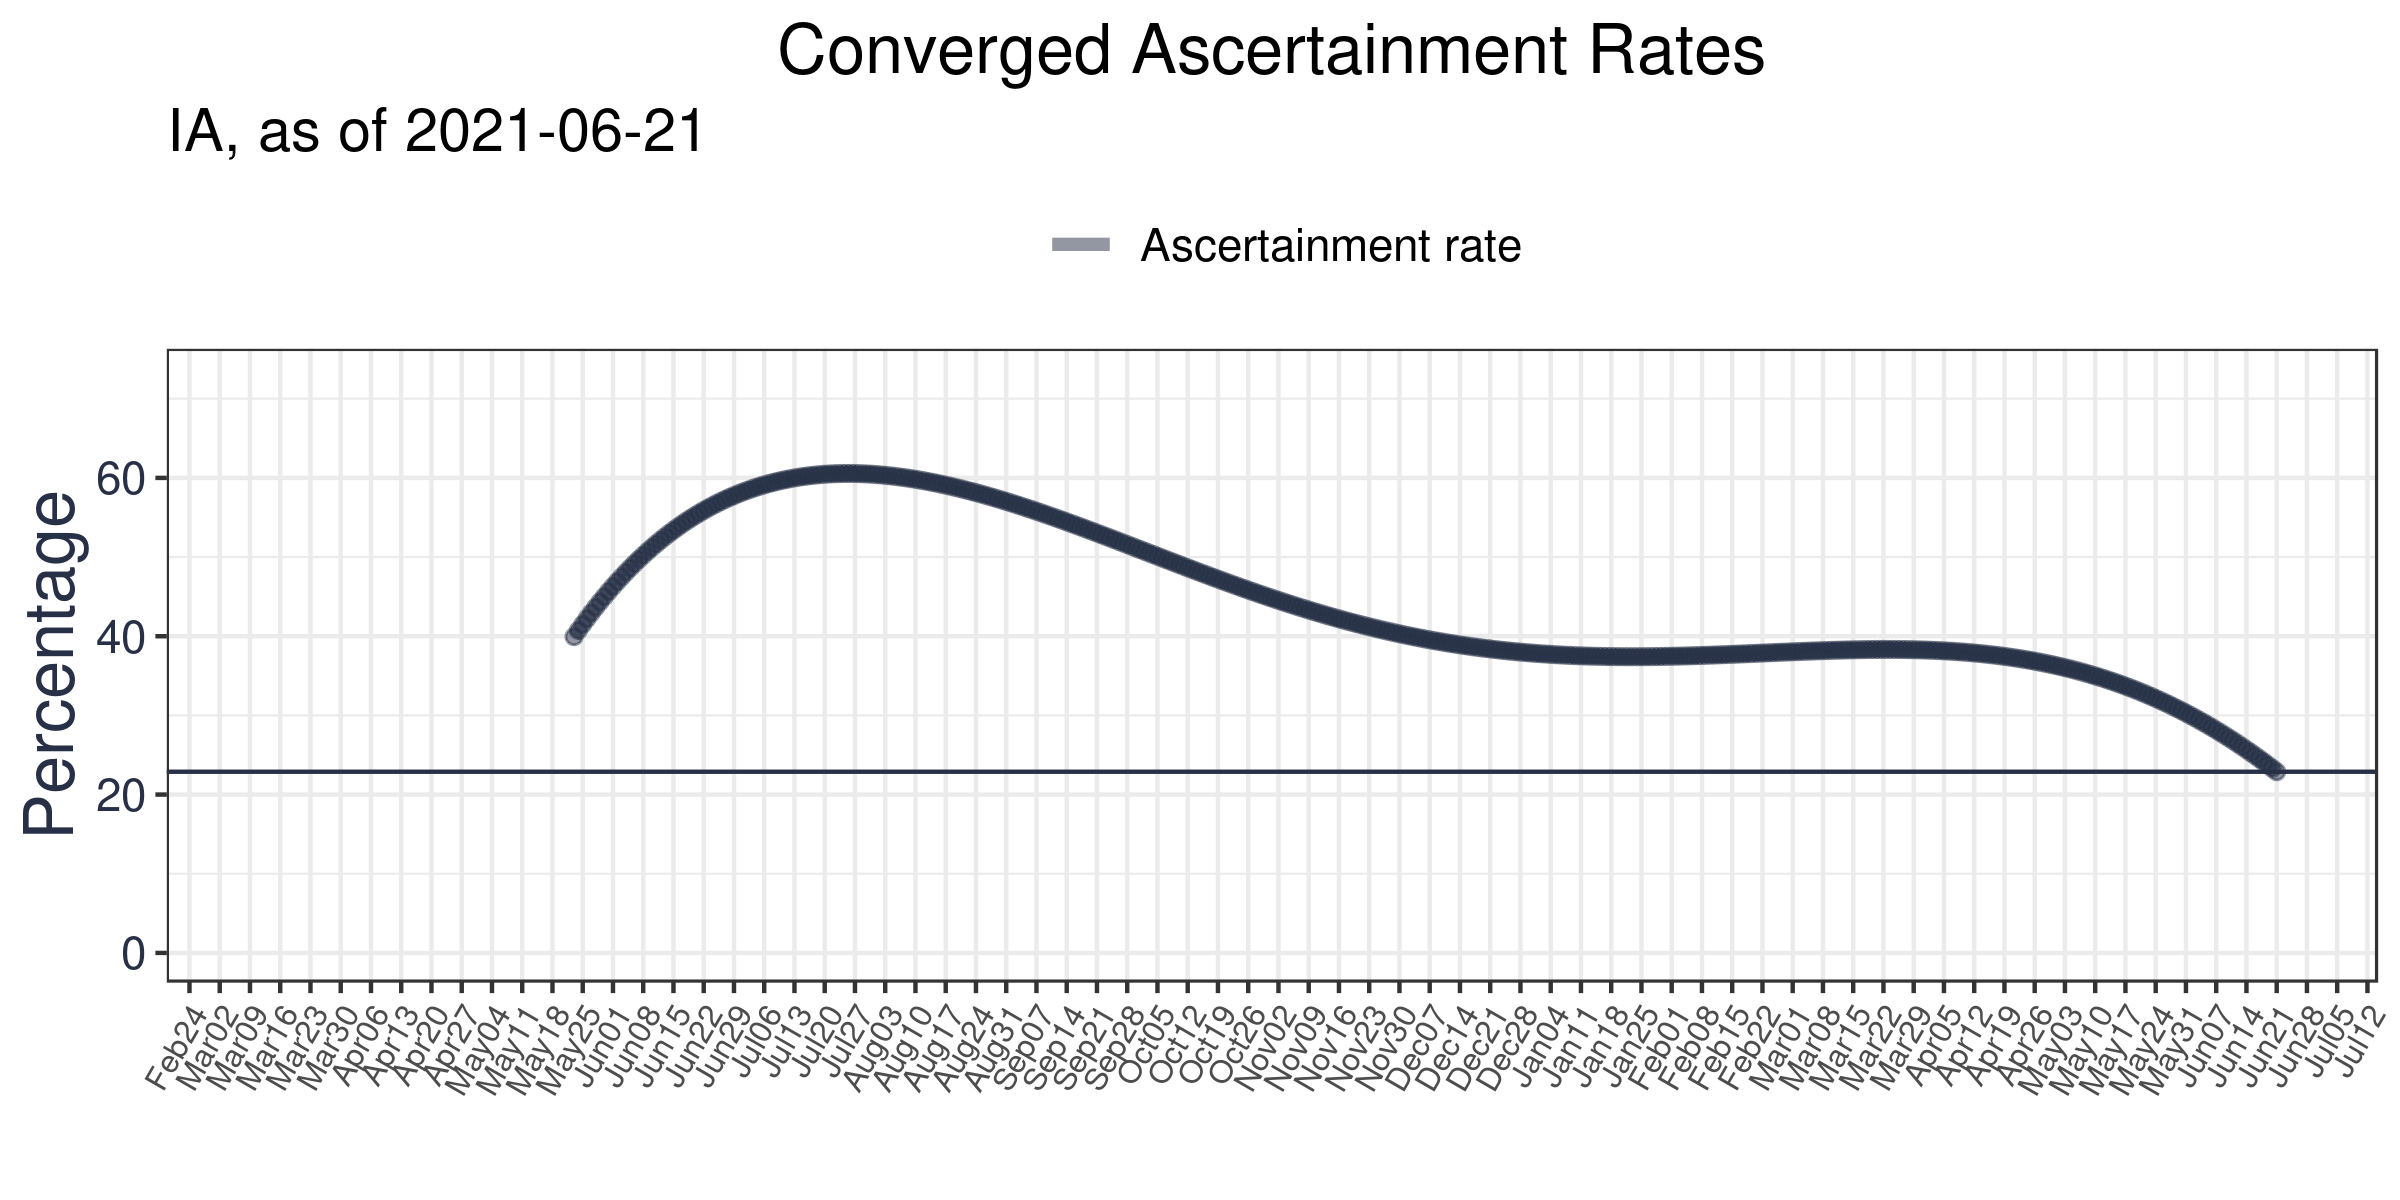 Converged Ascertainment Rates
IA, as of 2021-06-21
Ascertainment rate
Percentage
60
40
20
0
Feb24
Mar02
Mar09
Mar16
Mar23
Mar30
Apr06
Apr13
Apr20
Apr27
May04
May11
May18
May25
Jun01
Jun08
Jun15
Jun22
Jun29
Jul06
Jul13
Jul20
Jul27
Aug03
Aug10
Aug17
Aug24
Aug31
Sep07
Sep14
Sep21
Sep28
Oct05
Oct12
Oct19
Oct26
Nov02
Nov09
Nov16
Nov23
Nov30
Dec07
Dec14
Dec21
Dec28
Jan04
Jan11
Jan18
Jan25
Feb01
Feb08
Feb15
Feb22
Mar01
Mar08
Mar15
Mar22
Mar29
Apr05
Apr12
Apr19
Apr26
May03
May10
May17
May24
May31
Jun07
Jun14
Jun21
Jun28
Jul05
Jul12